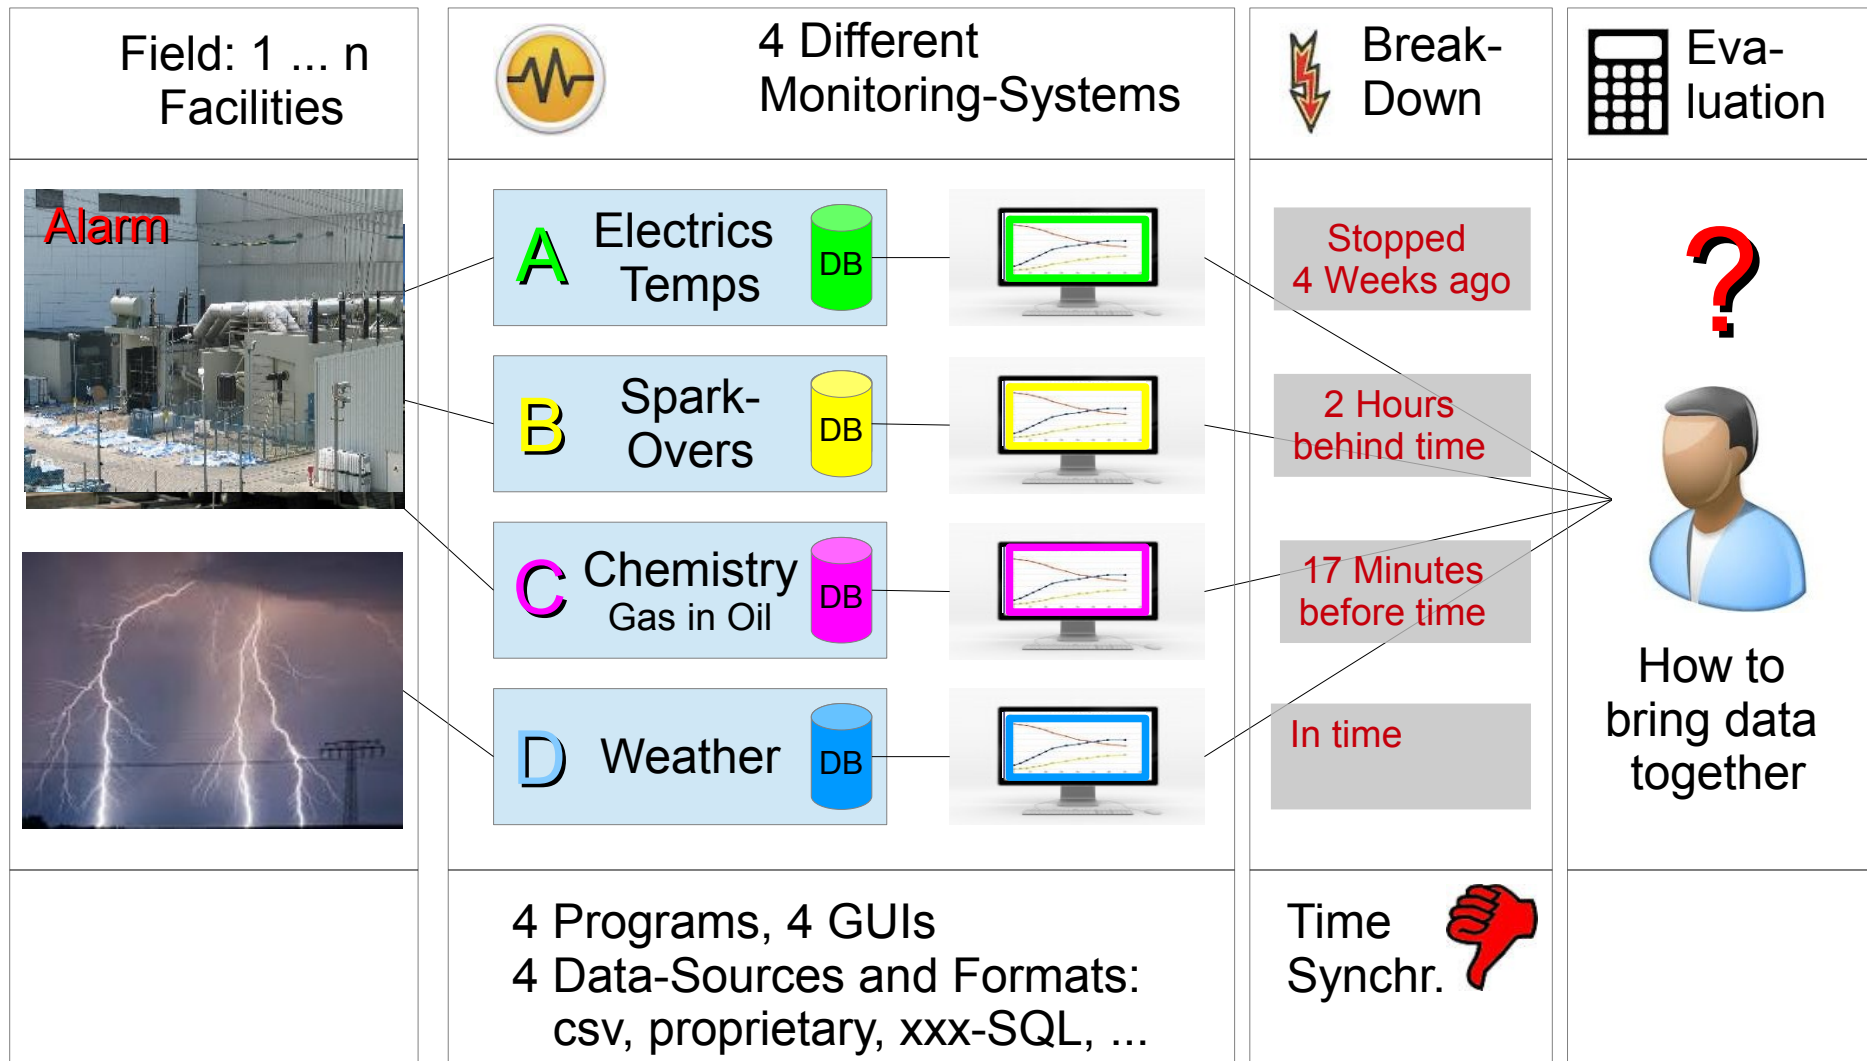 Field: 1 ... n
Facilities
4 Different
Monitoring-Systems
Break-
Down
Eva-
luation
Alarm
A
Electrics
Temps
DB
Stopped
4 Weeks ago
?
B
Spark-
Overs
DB
2 Hours
behind time
C
Chemistry
Gas in Oil
DB
17 Minutes
before time
D
Weather
DB
In time
How to
bring data
together
4 Programs, 4 GUIs
4 Data-Sources and Formats:
csv, proprietary, xxx-SQL, ...
Time
Synchr.